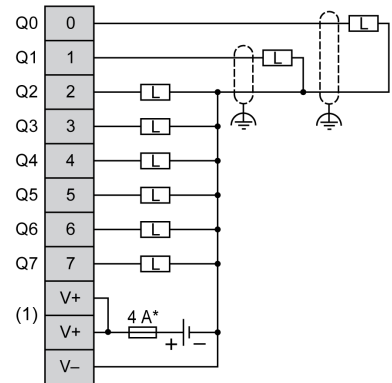 Q0 0 L
Q1 1 L
Q2 2 L
Q3 3 L
Q4 4 L
Q5 5 L
Q6 6 L
Q7 7 L
V+
(1)
V+ 4 A* + −
V−